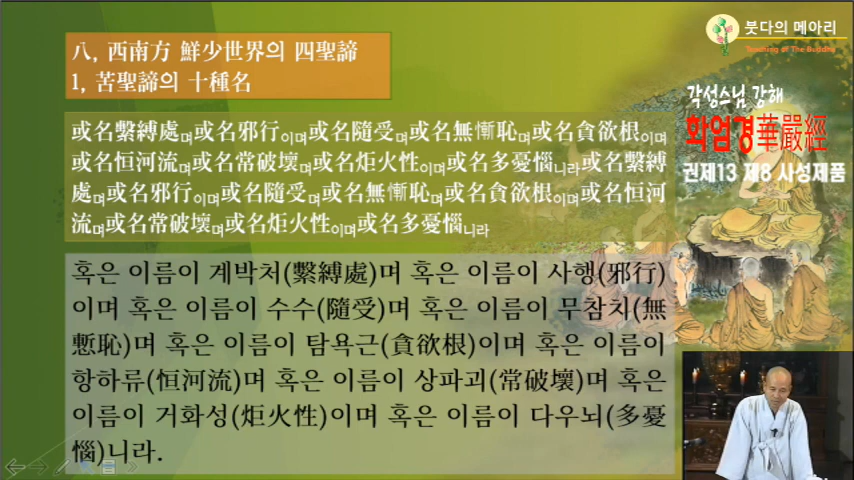 八, 西南方 鮮少世界의 四聖諦
1, 苦聖諦의 十種名
或名繫縛處며或名邪行이며或名隨受며或名無慚恥며或名貪欲根이며
或名恒河流며或名常破壞며或名炬火性이며或名多憂惱니라或名繫縛
處며或名邪行이며或名隨受며或名無慚恥며或名貪欲根이며或名恒河
流며或名常破壞며或名炬火性이며或名多憂惱니라
혹은 이름이 계박처(繫縛處)며 혹은 이름이 사행(邪行)
이며 혹은 이름이 수수(隨受)며 혹은 이름이 무참치(無
慙恥)며 혹은 이름이 탐욕근(貪欲根)이며 혹은 이름이
항하류(恒河流)며 혹은 이름이 상파괴(常破壞)며 혹은
이름이 거화성(炬火性)이며 혹은 이름이 다우뇌(多憂
惱)니라.
붓다의 메아리
Teaching of The Buddha
각성스님 강해
화엄경華嚴經
권제13 제8 사성제품